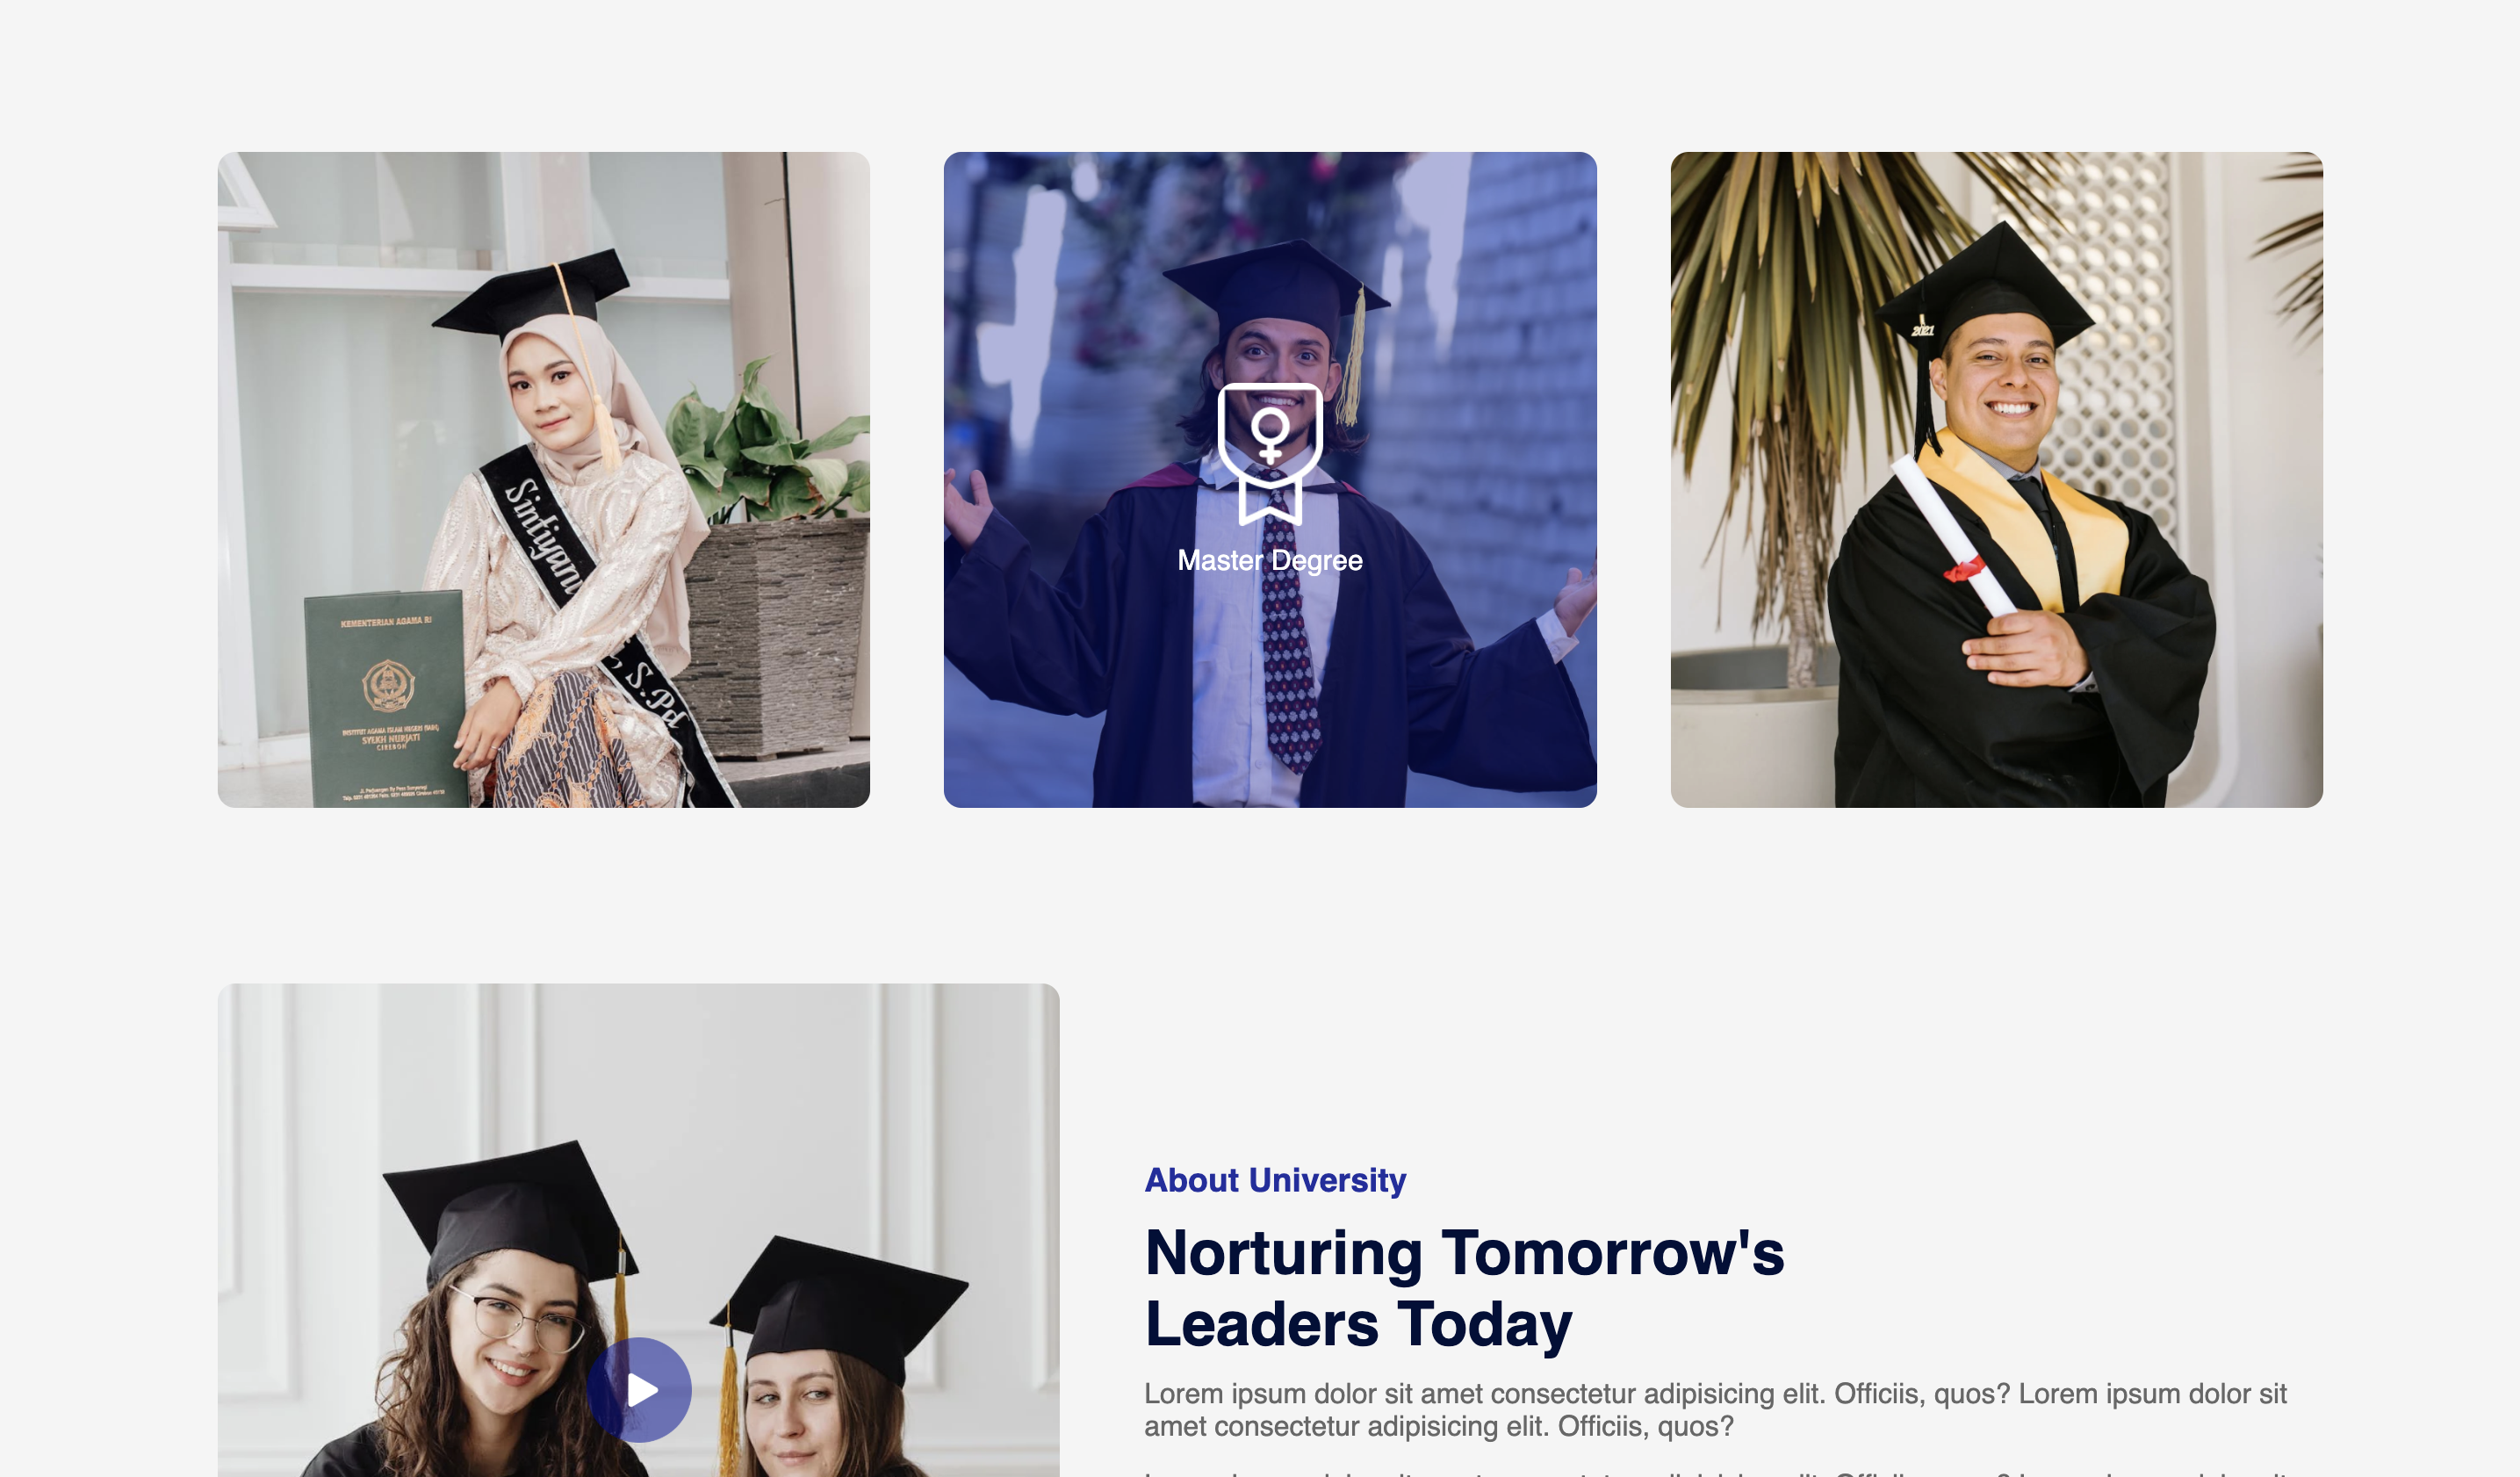 2021
Sintiyani
, S.Pd
KEMENTERIAN AGAMA RI
INSTITUT AGAMA ISLAM NEGERI (IAIN)
SYEKH NURJATI
CIREBON
Master Degree
About University
Norturing Tomorrow's
Leaders Today
Lorem ipsum dolor sit amet consectetur adipisicing elit. Officiis, quos? Lorem ipsum dolor sit
amet consectetur adipisicing elit. Officiis, quos?